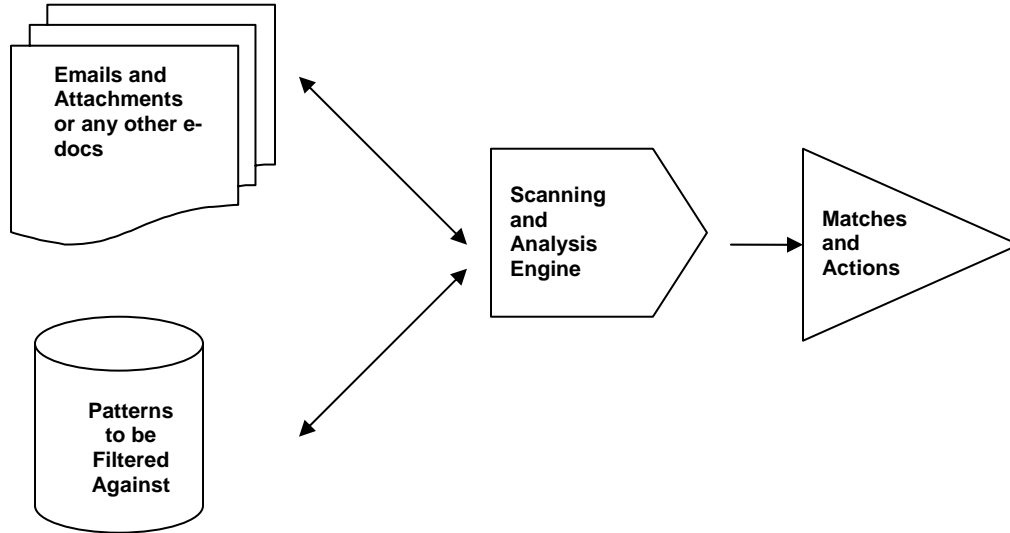 Emails and
Attachments
or any other e-
docs
Scanning
and
Analysis
Engine
Matches
and
Actions
Patterns
to be
Filtered
Against